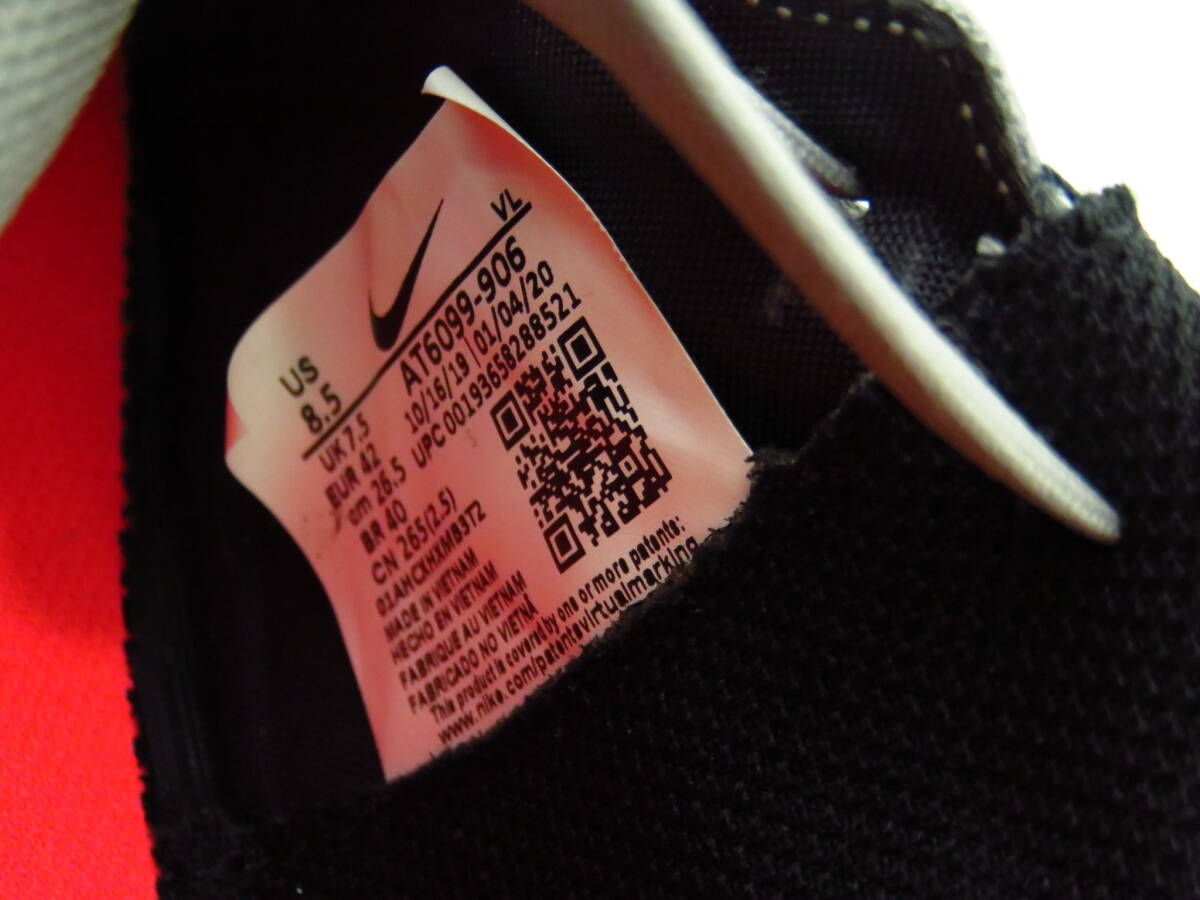 US
8.5
VL
UK 7.5
EUR 42
cm 26.5
BR 40
CN 265(2.5)
AT6099-906
10/16/19 | 01/04/20
UPC 00193658288521
MADE IN VIETNAM
HECHO EN VIETNAM
FABRIQUE AU VIETNAM
FABRICADO NO VIETNÃ
This product is covered by one or more patents:
www.nike.com/patentsvirtualmarking